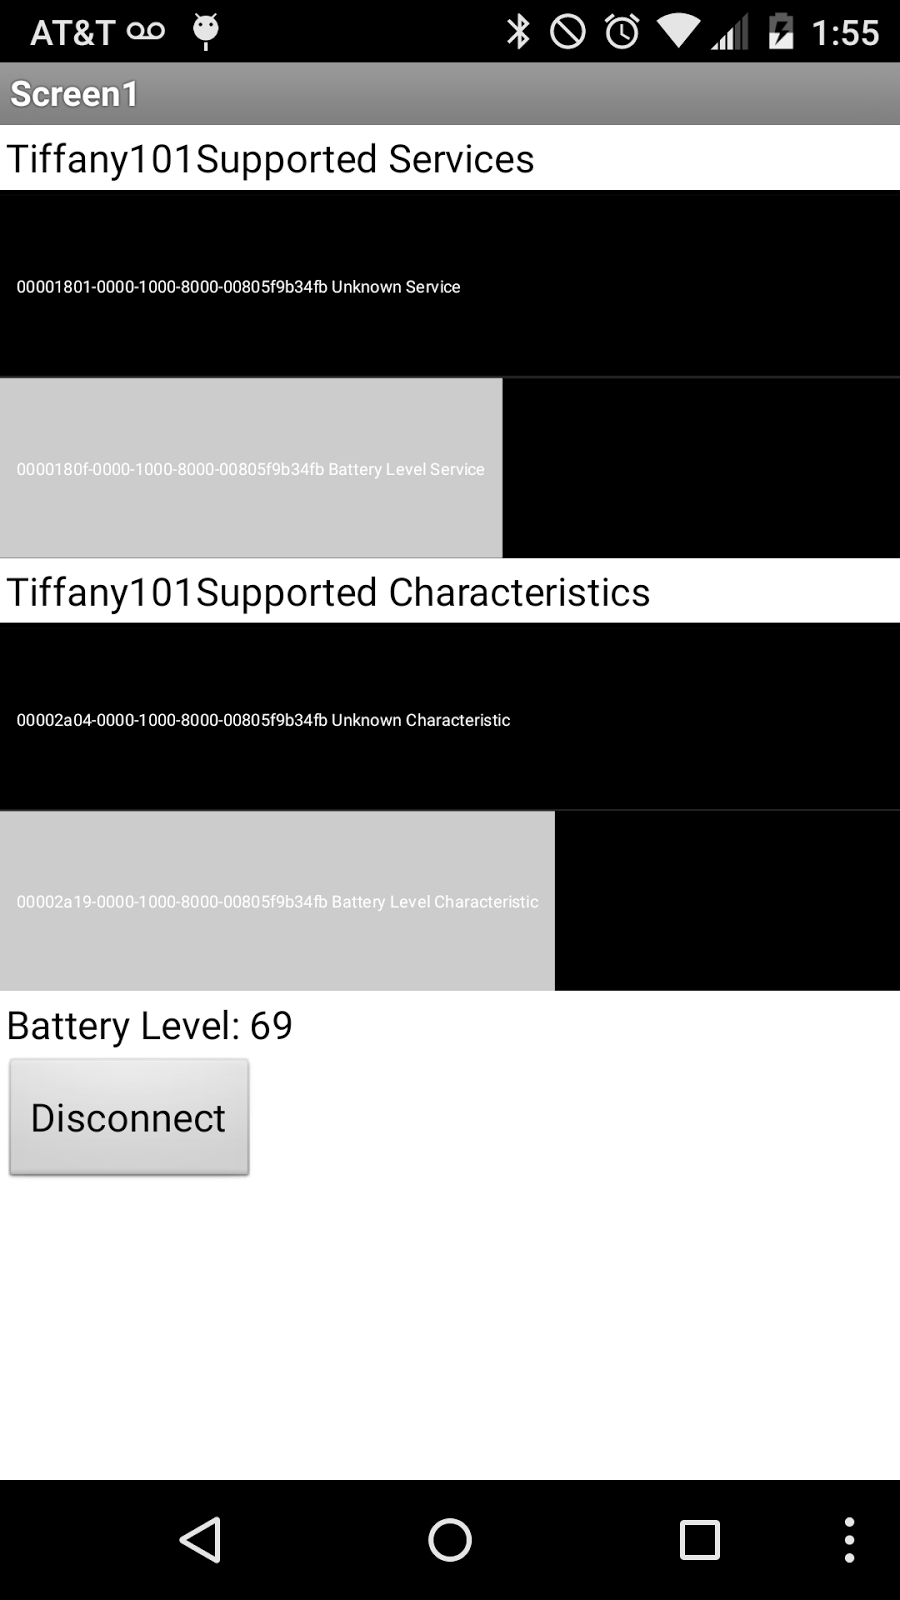 AT&T 1:55
Screen1
Tiffany101Supported Services
00001801-0000-1000-8000-00805f9b34fb Unknown Service
0000180f-0000-1000-8000-00805f9b34fb Battery Level Service
Tiffany101Supported Characteristics
00002a04-0000-1000-8000-00805f9b34fb Unknown Characteristic
00002a19-0000-1000-8000-00805f9b34fb Battery Level Characteristic
Battery Level: 69
Disconnect